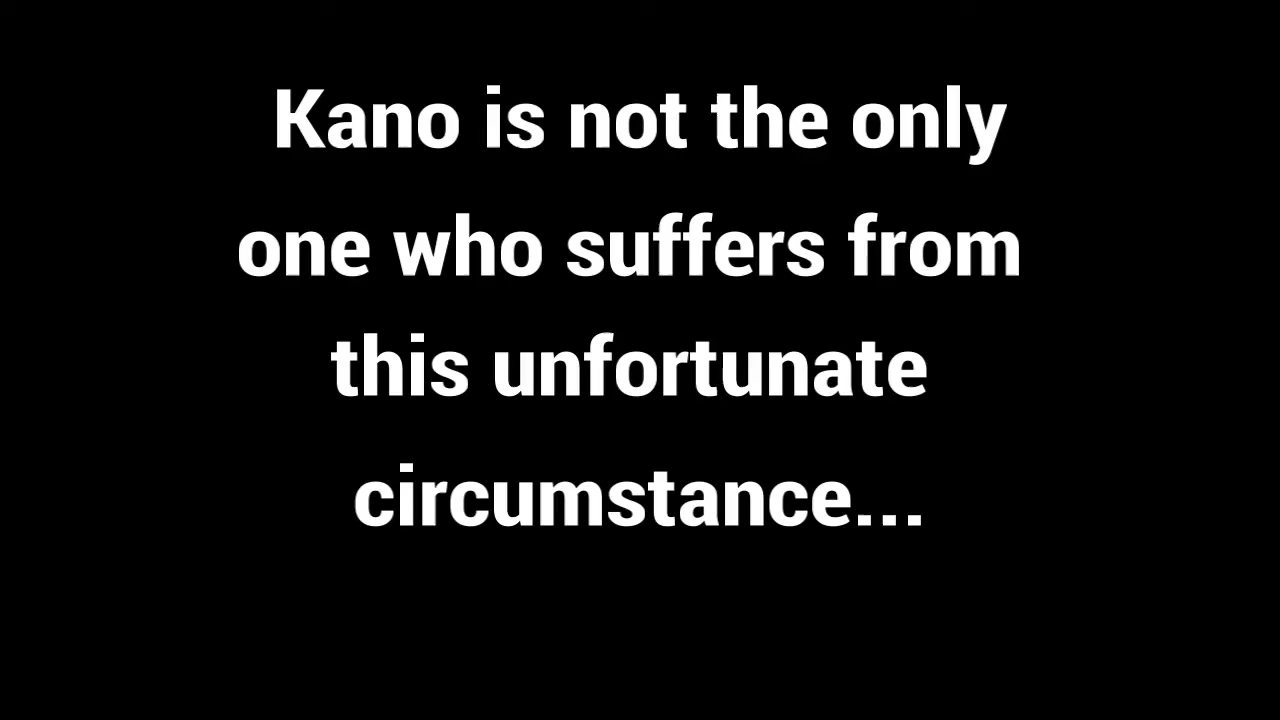 Kano is not the only
one who suffers from
this unfortunate
circumstance...